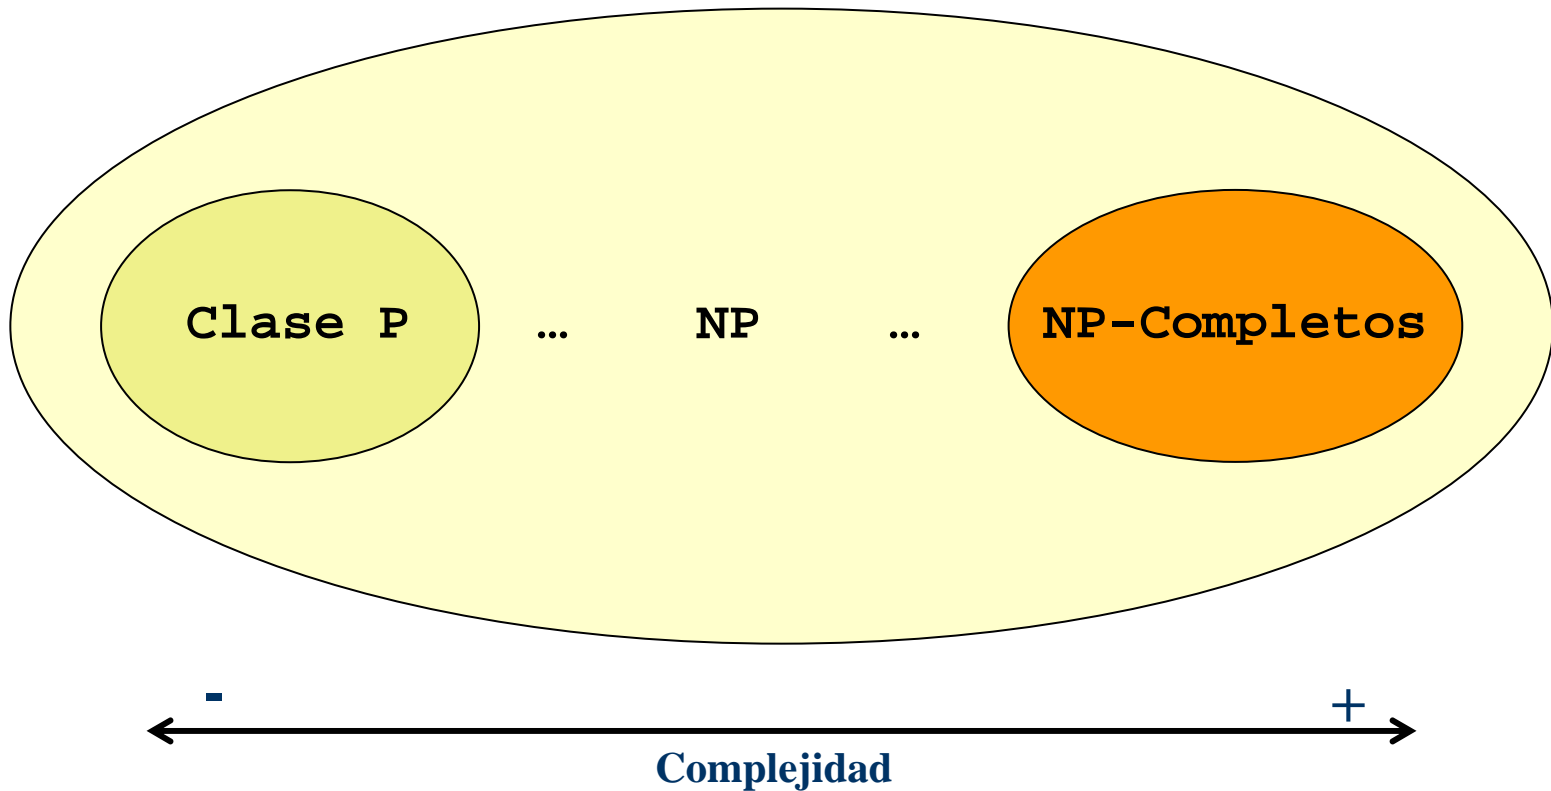 Clase P … NP … NP-Completos
- +
Complejidad